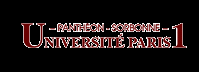 – PANTHÉON - SORBONNE –
UNIVERSITÉ PARIS 1